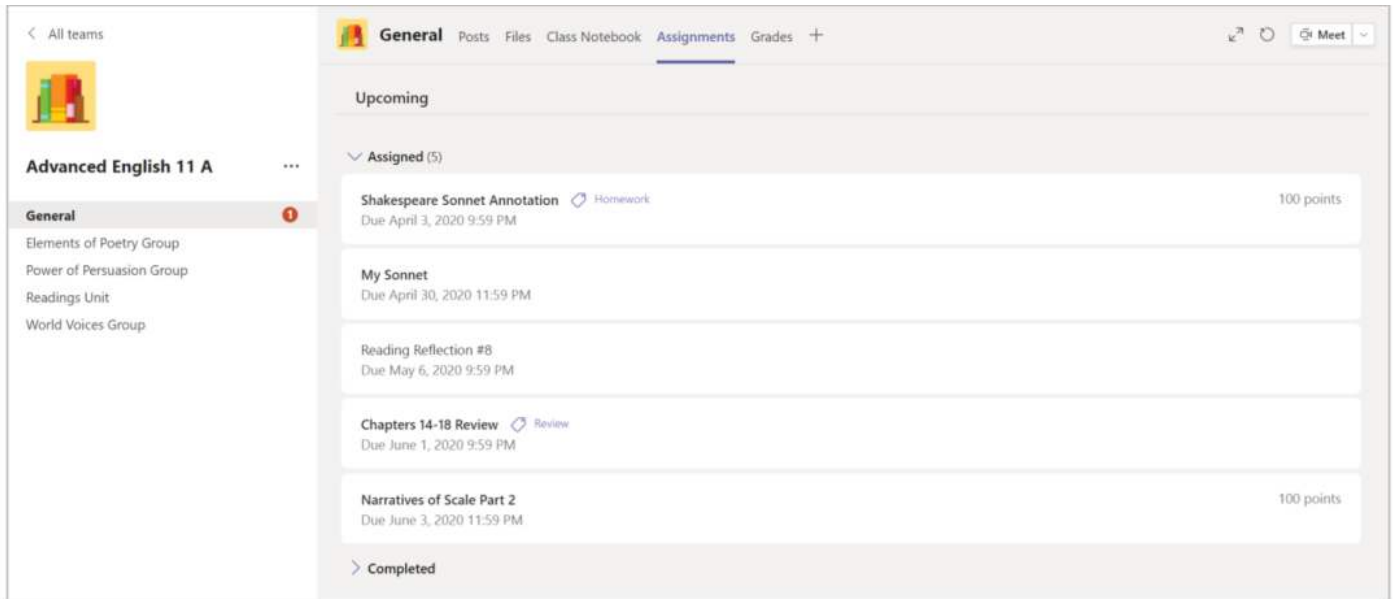 All teams
Advanced English 11 A
General 1
Elements of Poetry Group
Power of Persuasion Group
Readings Unit
World Voices Group
General Posts Files Class Notebook Assignments Grades + Meet
Upcoming
Assigned (5)
Shakespeare Sonnet Annotation Homework 100 points
Due April 3, 2020 9:59 PM
My Sonnet
Due April 30, 2020 11:59 PM
Reading Reflection #8
Due May 6, 2020 9:59 PM
Chapters 14-18 Review Review
Due June 1, 2020 9:59 PM
Narratives of Scale Part 2 100 points
Due June 3, 2020 11:59 PM
Completed